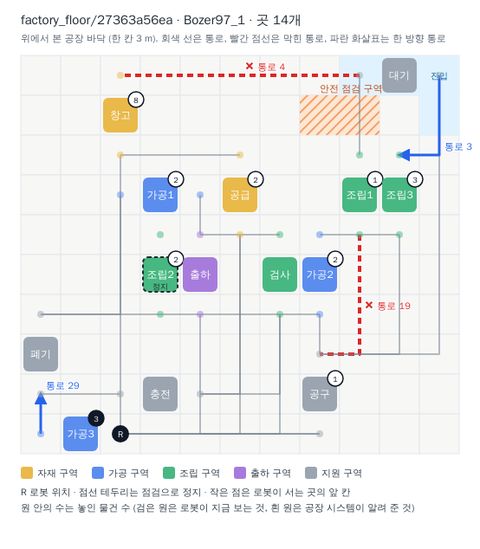 factory_floor/27363a56ea · Bozer97_1 · 곳 14개
위에서 본 공장 바닥 (한 칸 3 m). 회색 선은 통로, 빨간 점선은 막힌 통로, 파란 화살표는 한 방향 통로
✕ 통로 4
대기
안전 점검 구역
창고
8
통로 3
가공1
2
공급
2
조립1
1
조립3
3
조립2
2
정지
출하
검사
가공2
2
✕ 통로 19
폐기
통로 29
충전
공구
1
가공3
3
R
자재 구역
가공 구역
조립 구역
출하 구역
지원 구역
R 로봇 위치 · 점선 테두리는 점검으로 정지 · 작은 점은 로봇이 서는 곳의 앞 칸
원 안의 수는 놓인 물건 수 (검은 원은 로봇이 지금 보는 것, 흰 원은 공장 시스템이 알려 준 것)